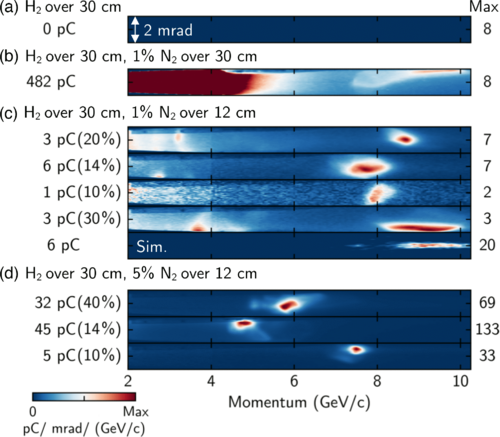 (a) H₂ over 30 cm Max
0 pC 2 mrad 8
(b) H₂ over 30 cm, 1% N₂ over 30 cm
482 pC 8
(c) H₂ over 30 cm, 1% N₂ over 12 cm
3 pC(20%) 7
6 pC(14%) 7
1 pC(10%) 2
3 pC(30%) 3
6 pC Sim. 20
(d) H₂ over 30 cm, 5% N₂ over 12 cm
32 pC(40%) 69
45 pC(14%) 133
5 pC(10%) 33
2 4 6 8 10
Momentum (GeV/c)
0 Max
pC/ mrad/ (GeV/c)